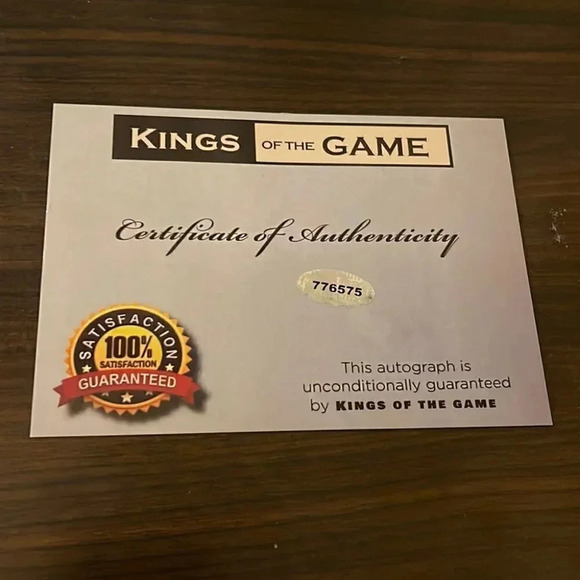 KINGS OF THE GAME
Certificate of Authenticity
776575
SATISFACTION
100%
SATISFACTION
GUARANTEED
This autograph is
unconditionally guaranteed
by KINGS OF THE GAME